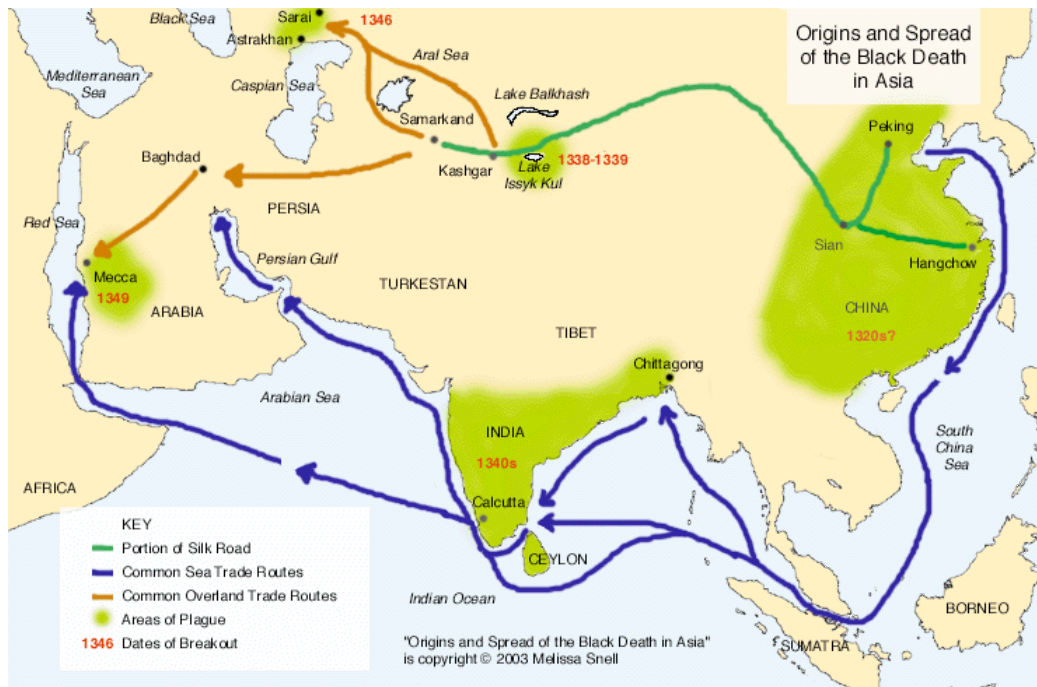 Origins and Spread
of the Black Death
in Asia
Black Sea
Sarai
1346
Astrakhan
Mediterranean
Sea
Caspian Sea
Aral Sea
Lake Balkhash
Samarkand
Peking
Baghdad
Kashgar
Lake
Issyk Kul
1338-1339
PERSIA
Red Sea
Sian
Persian Gulf
Hangchow
Mecca
1349
ARABIA
TURKESTAN
CHINA
1320s?
TIBET
Chittagong
Arabian Sea
INDIA
1340s
South
China
Sea
AFRICA
Calcutta
CEYLON
Indian Ocean
BORNEO
SUMATRA
KEY
Portion of Silk Road
Common Sea Trade Routes
Common Overland Trade Routes
Areas of Plague
1346 Dates of Breakout
"Origins and Spread of the Black Death in Asia"
is copyright © 2003 Melissa Snell